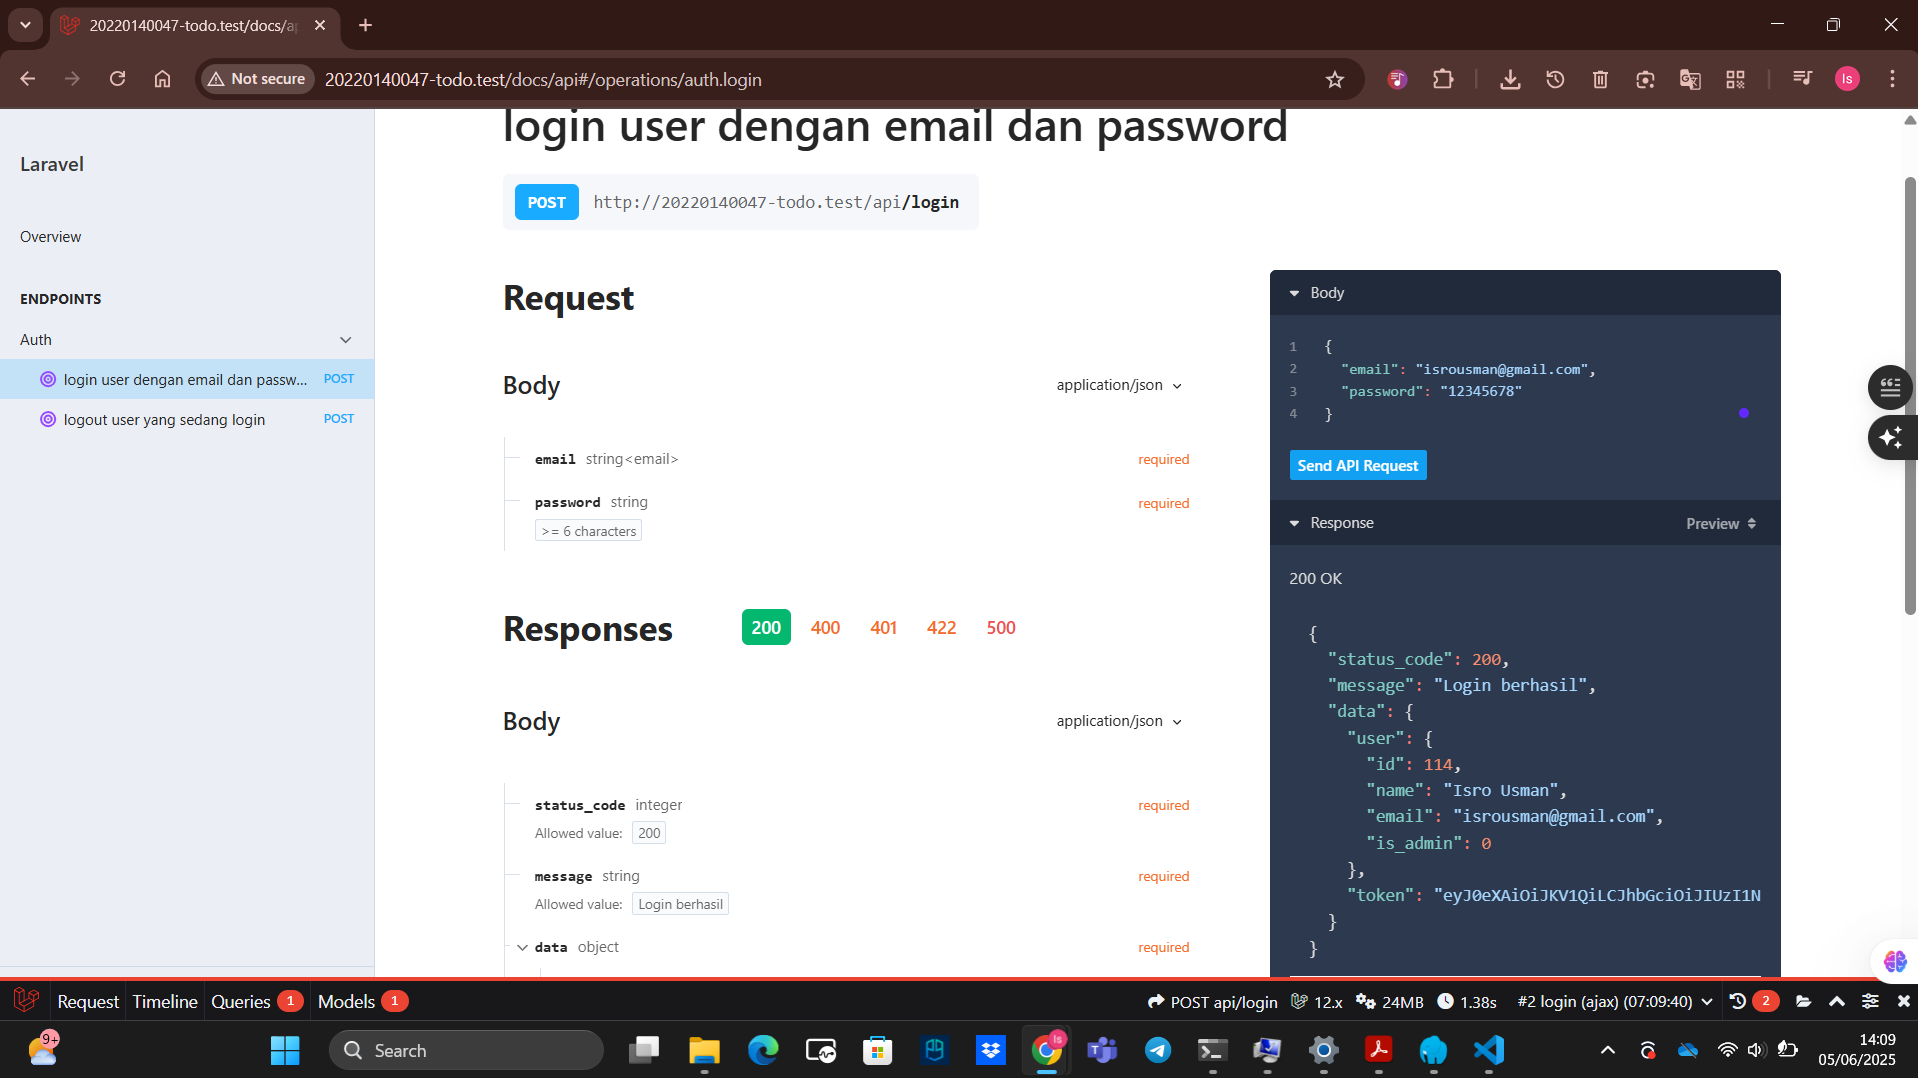 20220140047-todo.test/docs/ap
Not secure
20220140047-todo.test/docs/api#/operations/auth.login
Is
Laravel
Overview
ENDPOINTS
Auth
login user dengan email dan passw... POST
logout user yang sedang login POST
login user dengan email dan password
POST http://20220140047-todo.test/api/login
Request
Body application/json
email string<email> required
password string required
>= 6 characters
Responses 200 400 401 422 500
Body application/json
status_code integer required
Allowed value: 200
message string required
Allowed value: Login berhasil
data object required
Body
1 {
2 "email": "isrousman@gmail.com",
3 "password": "12345678"
4 }
Send API Request
Response Preview
200 OK
{
"status_code": 200,
"message": "Login berhasil",
"data": {
"user": {
"id": 114,
"name": "Isro Usman",
"email": "isrousman@gmail.com",
"is_admin": 0
},
"token": "eyJ0eXAiOiJKV1QiLCJhbGciOiJIUzI1N
}
}
Request Timeline Queries 1 Models 1 POST api/login 12.x 24MB 1.38s #2 login (ajax) (07:09:40) 2
9+
Search
Is
14:09
05/06/2025